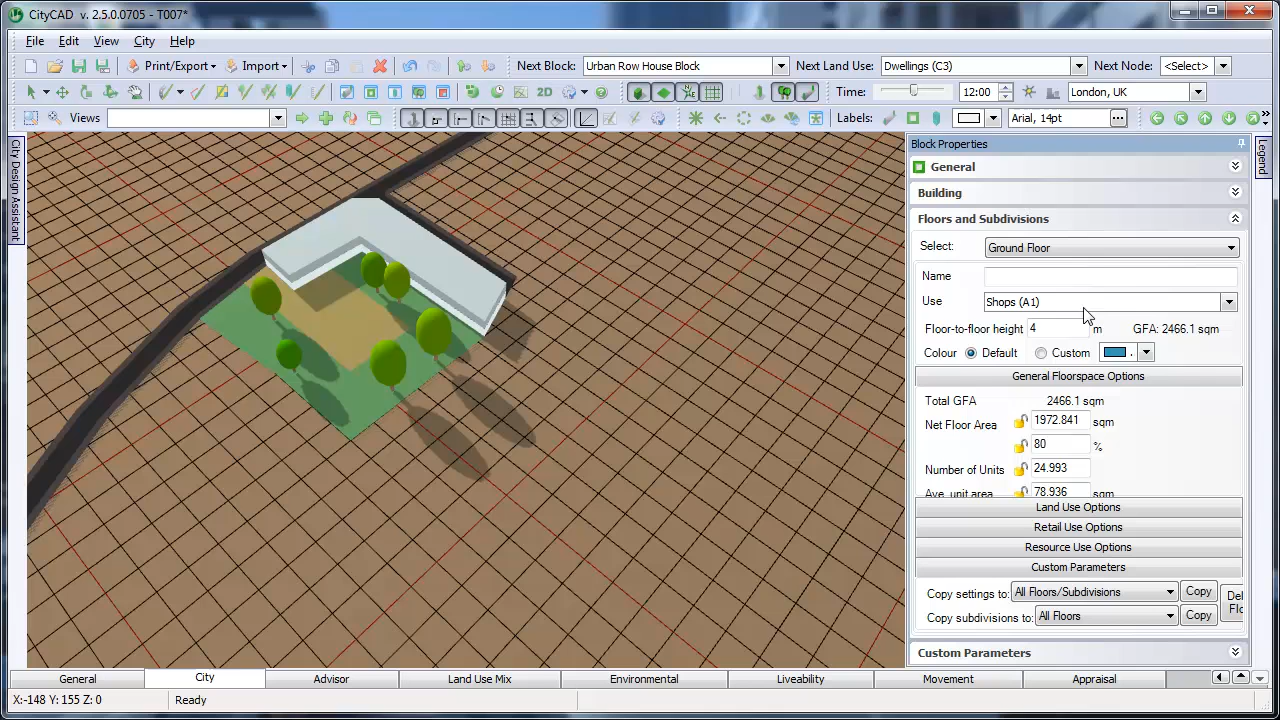 CityCAD v. 2.5.0.0705 - T007*
File Edit View City Help
Print/Export Import Next Block: Urban Row House Block Next Land Use: Dwellings (C3) Next Node: <Select>
2D Time: 12:00 London, UK
Views Labels: Arial, 14pt ... »
City Design Assistant
Legend
Block Properties
General
Building
Floors and Subdivisions
Select: Ground Floor
Name
Use Shops (A1)
Floor-to-floor height 4 m GFA: 2466.1 sqm
Colour Default Custom
General Floorspace Options
Total GFA 2466.1 sqm
Net Floor Area 1972.841 sqm
80 %
Number of Units 24.993
Ave. unit area 78.936 sqm
Land Use Options
Retail Use Options
Resource Use Options
Custom Parameters
Copy settings to: All Floors/Subdivisions Copy Del
Flo
Copy subdivisions to: All Floors Copy
Custom Parameters
General City Advisor Land Use Mix Environmental Liveability Movement Appraisal
X:-148 Y: 155 Z: 0 Ready